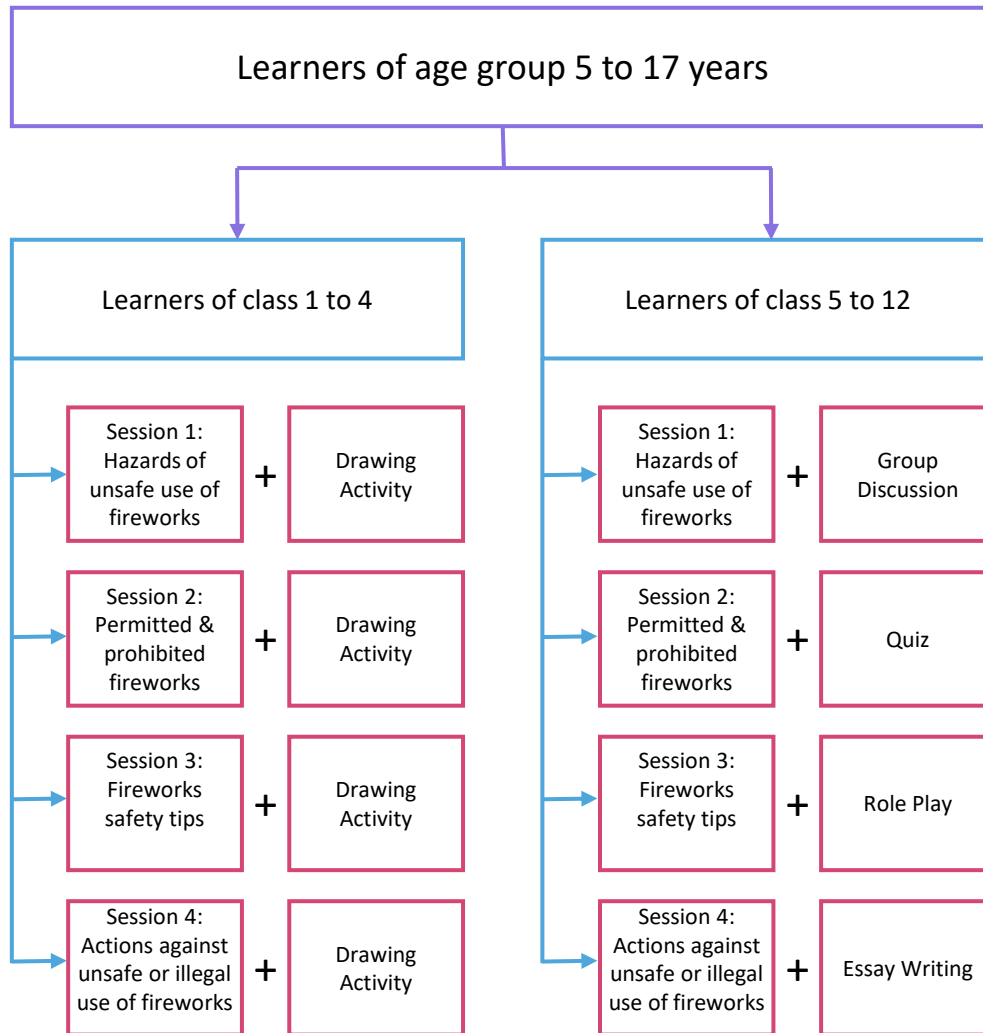 Learners of age group 5 to 17 years
Learners of class 1 to 4
Session 1:
Hazards of
unsafe use of
fireworks
+
Drawing
Activity
Session 2:
Permitted &
prohibited
fireworks
+
Drawing
Activity
Session 3:
Fireworks
safety tips
+
Drawing
Activity
Session 4:
Actions against
unsafe or illegal
use of fireworks
+
Drawing
Activity
Learners of class 5 to 12
Session 1:
Hazards of
unsafe use of
fireworks
+
Group
Discussion
Session 2:
Permitted &
prohibited
fireworks
+
Quiz
Session 3:
Fireworks
safety tips
+
Role Play
Session 4:
Actions against
unsafe or illegal
use of fireworks
+
Essay Writing